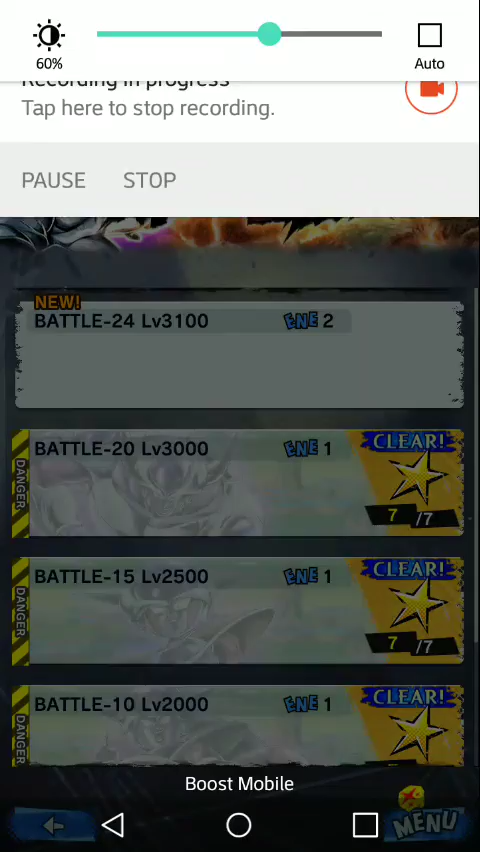 60%
Auto
Recording in progress
Tap here to stop recording.
PAUSE STOP
NEW!
BATTLE-24 Lv3100 ENE 2
CLEAR!
BATTLE-20 Lv3000 ENE 1
DANGER
7 /7
CLEAR!
BATTLE-15 Lv2500 ENE 1
DANGER
7 /7
CLEAR!
BATTLE-10 Lv2000 ENE 1
DANGER
Boost Mobile
MENU